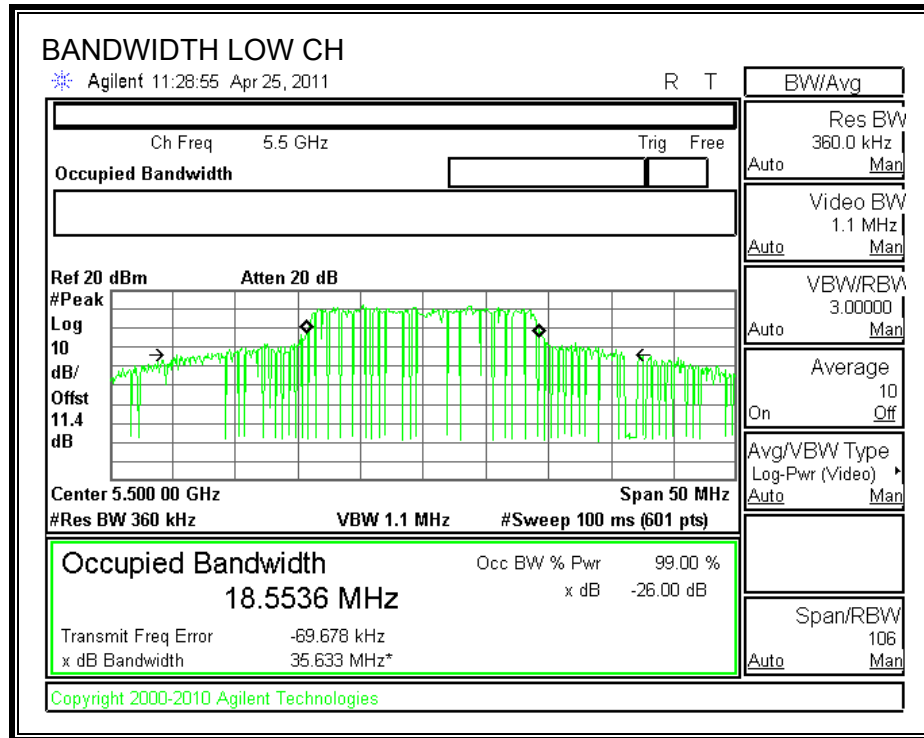 BANDWIDTH LOW CH
Agilent 11:28:55 Apr 25, 2011 R T
BW/Avg
Ch Freq 5.5 GHz Trig Free
Occupied Bandwidth
Res BW
360.0 kHz
Auto Man
Video BW
1.1 MHz
Auto Man
VBW/RBW
3.00000
Auto Man
Average
10
On Off
Avg/VBW Type
Log-Pwr (Video)
Auto Man
Span/RBW
106
Auto Man
Ref 20 dBm Atten 20 dB
#Peak
Log
10
dB/
Offst
11.4
dB
Center 5.500 00 GHz Span 50 MHz
#Res BW 360 kHz VBW 1.1 MHz #Sweep 100 ms (601 pts)
Occupied Bandwidth
18.5536 MHz
Occ BW % Pwr 99.00 %
x dB -26.00 dB
Transmit Freq Error -69.678 kHz
x dB Bandwidth 35.633 MHz*
Copyright 2000-2010 Agilent Technologies